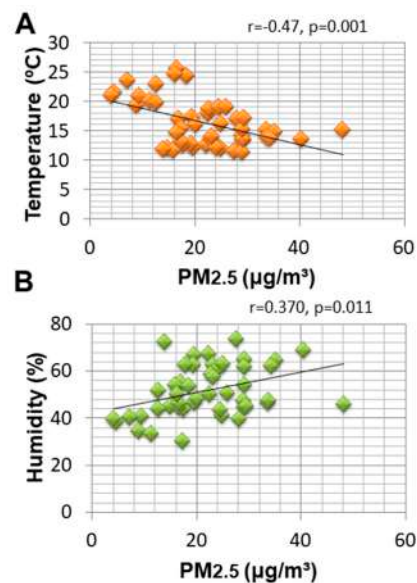 A
r=-0.47, p=0.001
30
25
20
15
10
5
0
Temperature (ºC)
0 20 40 60
PM2.5 (µg/m³)
B
r=0.370, p=0.011
80
60
40
20
0
Humidity (%)
0 20 40 60
PM2.5 (µg/m³)